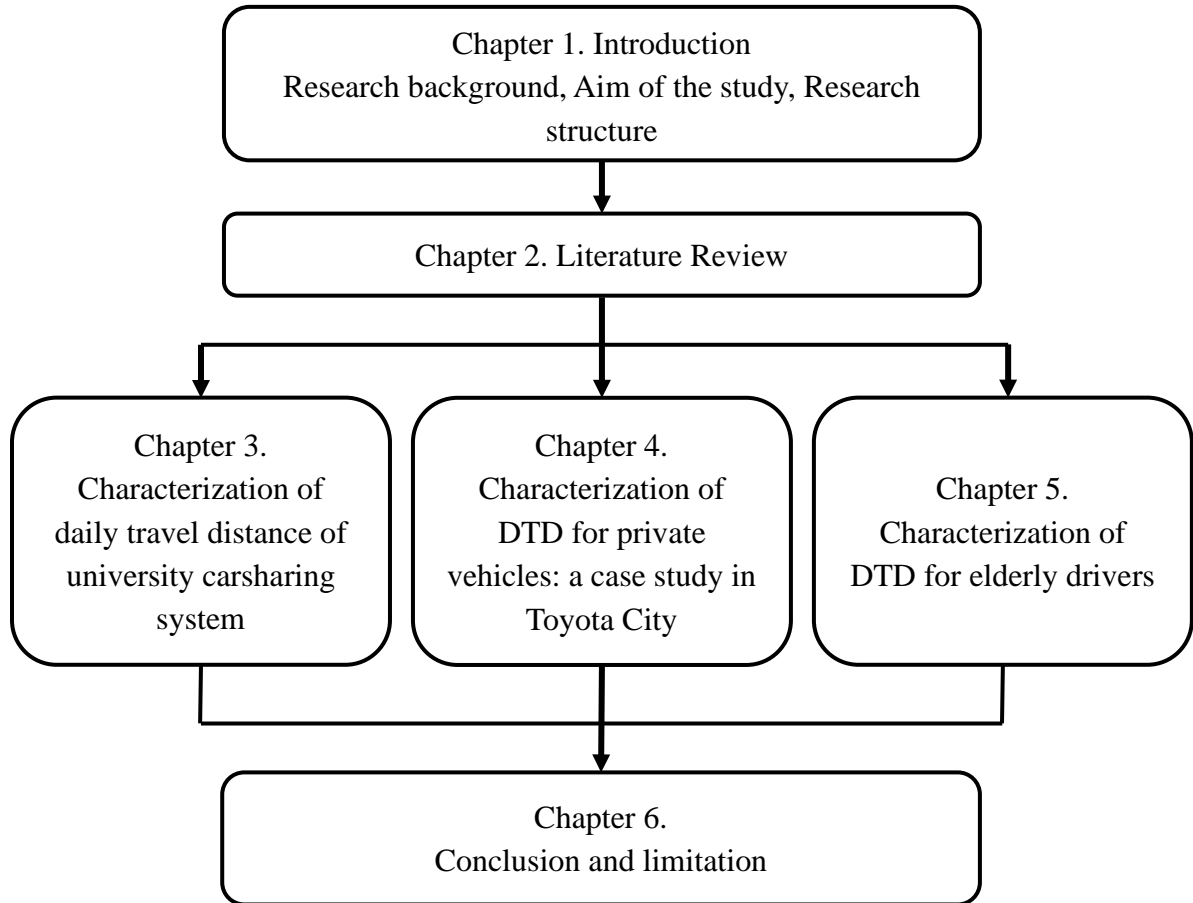 Chapter 1. Introduction
Research background, Aim of the study, Research
structure
Chapter 2. Literature Review
Chapter 3.
Characterization of
daily travel distance of
university carsharing
system
Chapter 4.
Characterization of
DTD for private
vehicles: a case study in
Toyota City
Chapter 5.
Characterization of
DTD for elderly drivers
Chapter 6.
Conclusion and limitation